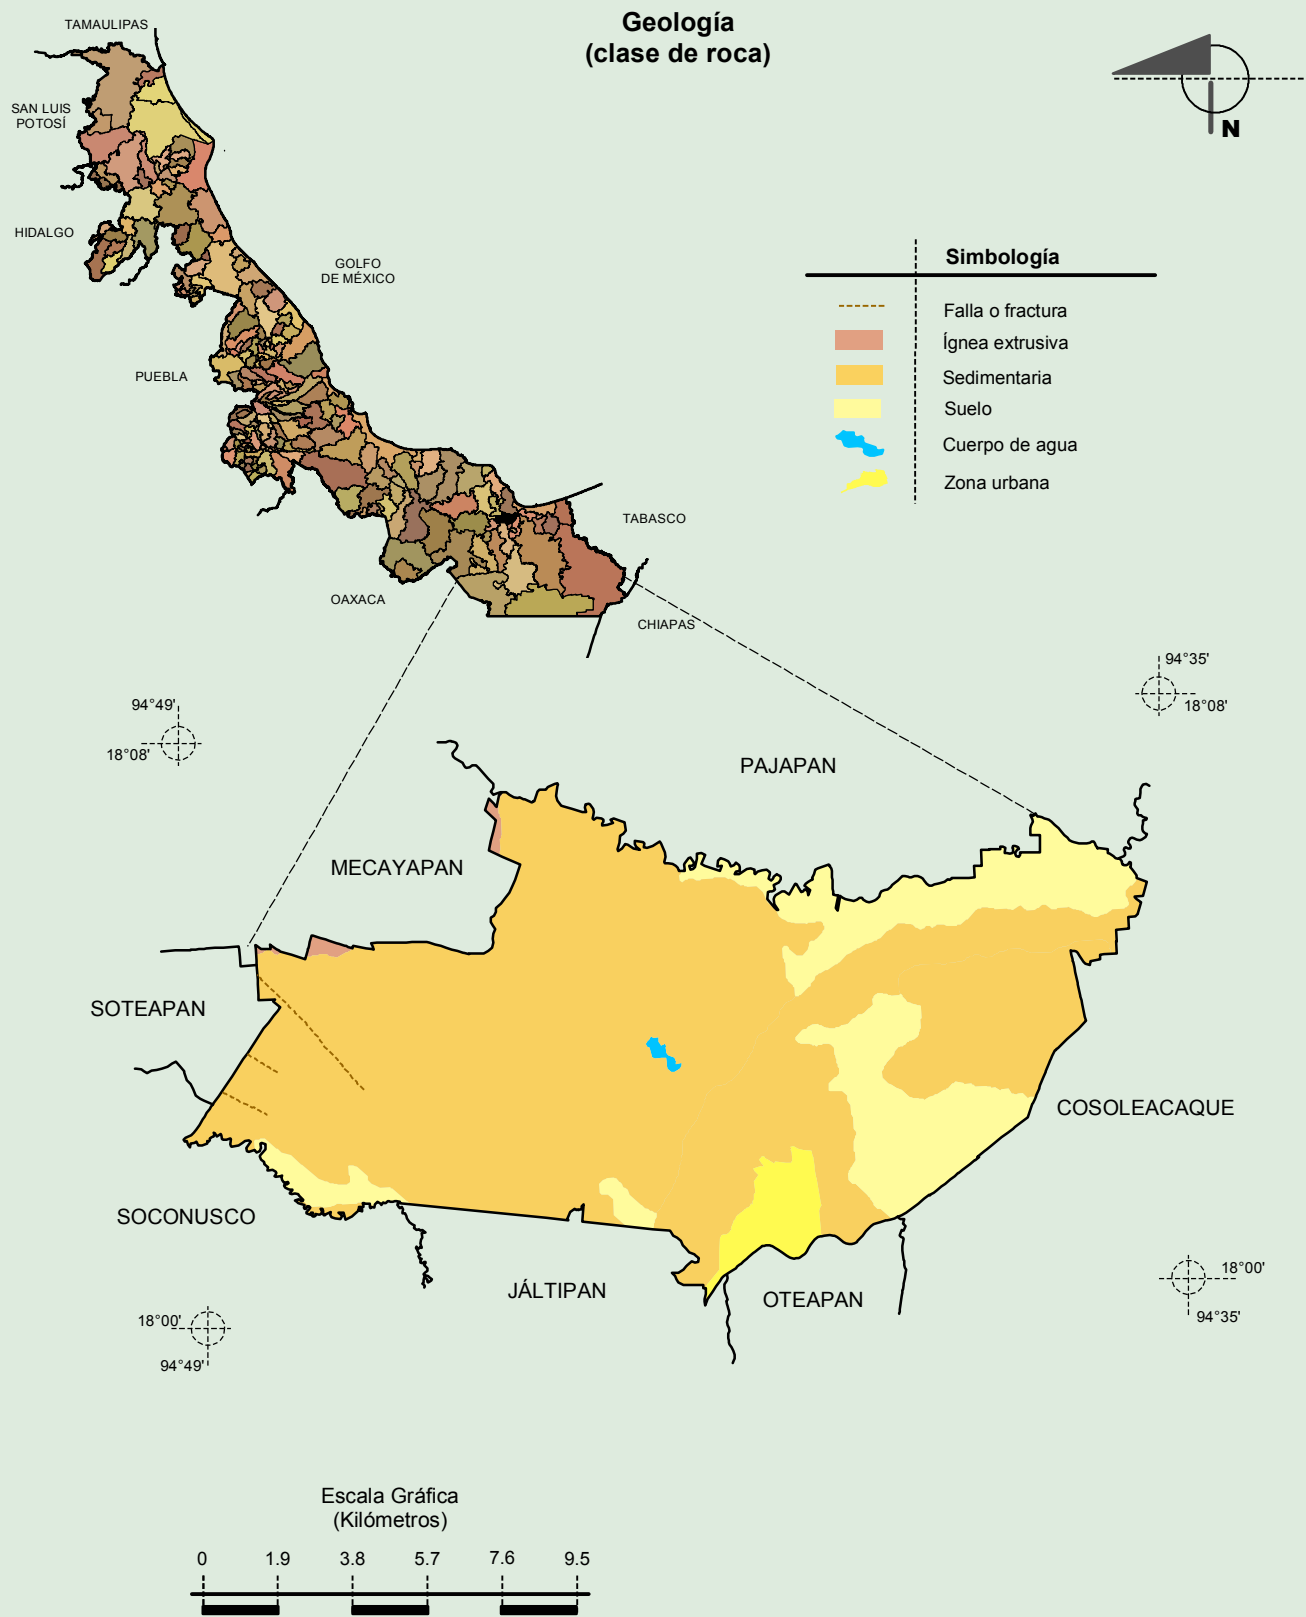 Geología
(clase de roca)
TAMAULIPAS
SAN LUIS
POTOSÍ
HIDALGO
GOLFO
DE MÉXICO
PUEBLA
OAXACA
TABASCO
CHIAPAS
N
Simbología
Falla o fractura
Ígnea extrusiva
Sedimentaria
Suelo
Cuerpo de agua
Zona urbana
94°35'
18°08'
94°49'
18°08'
PAJAPAN
MECAYAPAN
SOTEAPAN
COSOLEACAQUE
SOCONUSCO
JÁLTIPAN
OTEAPAN
18°00'
94°35'
18°00'
94°49'
Escala Gráfica
(Kilómetros)
0 1.9 3.8 5.7 7.6 9.5